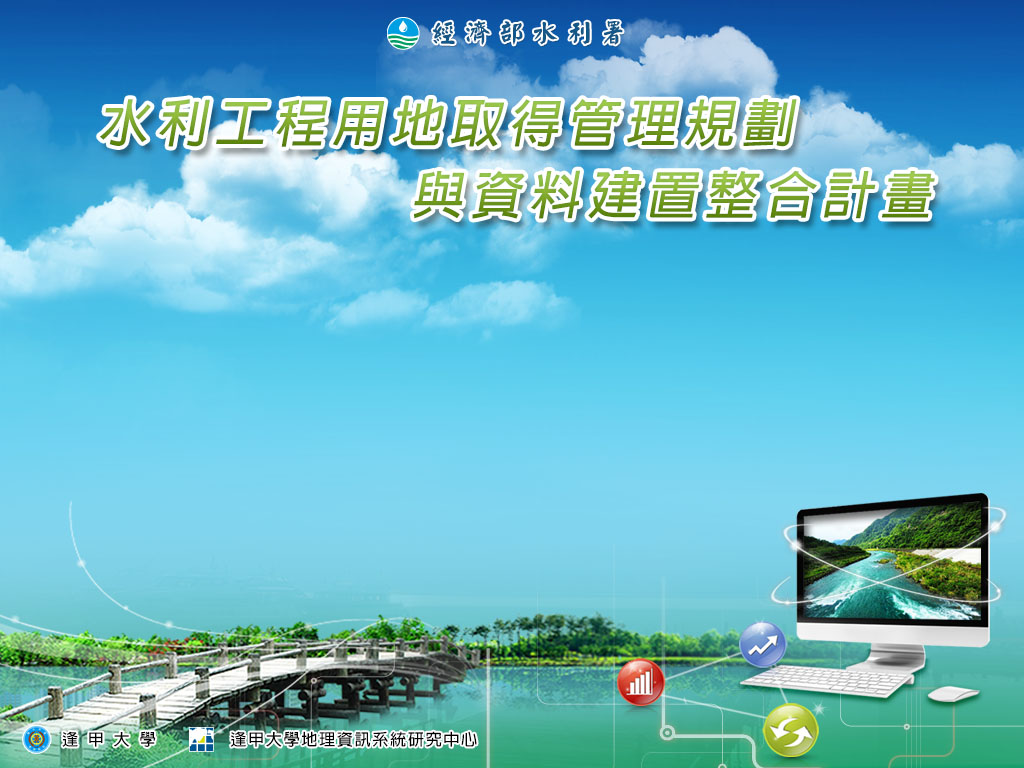 經濟部水利署
水利工程用地取得管理規劃
與資料建置整合計畫
逢甲大學
逢甲大學地理資訊系統研究中心